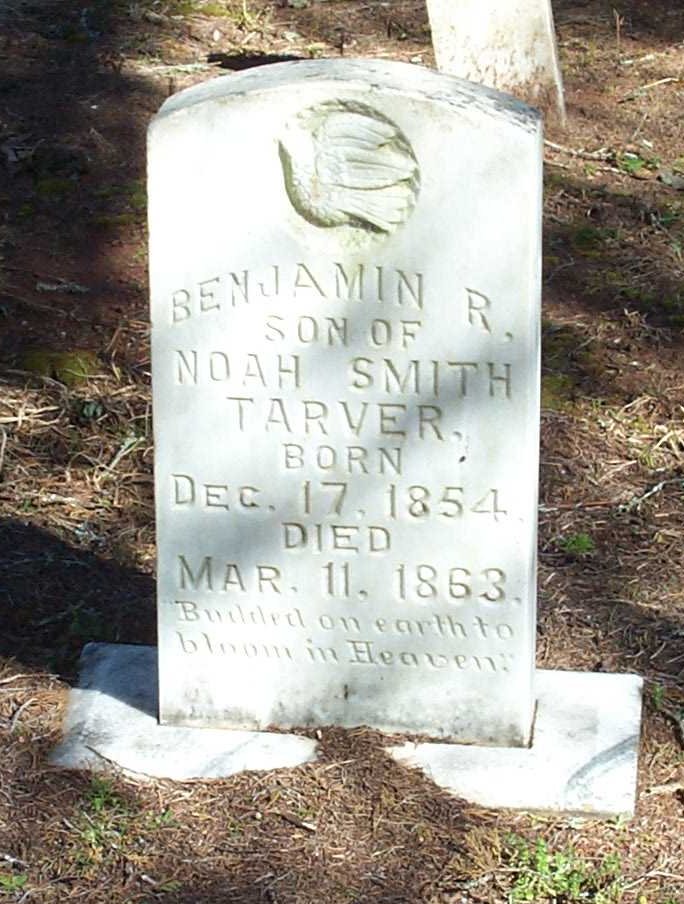 BENJAMIN R.
SON OF
NOAH SMITH
TARVER.
BORN
DEC. 17, 1854.
DIED
MAR. 11, 1863.
"Budded on earth to
bloom in Heaven."